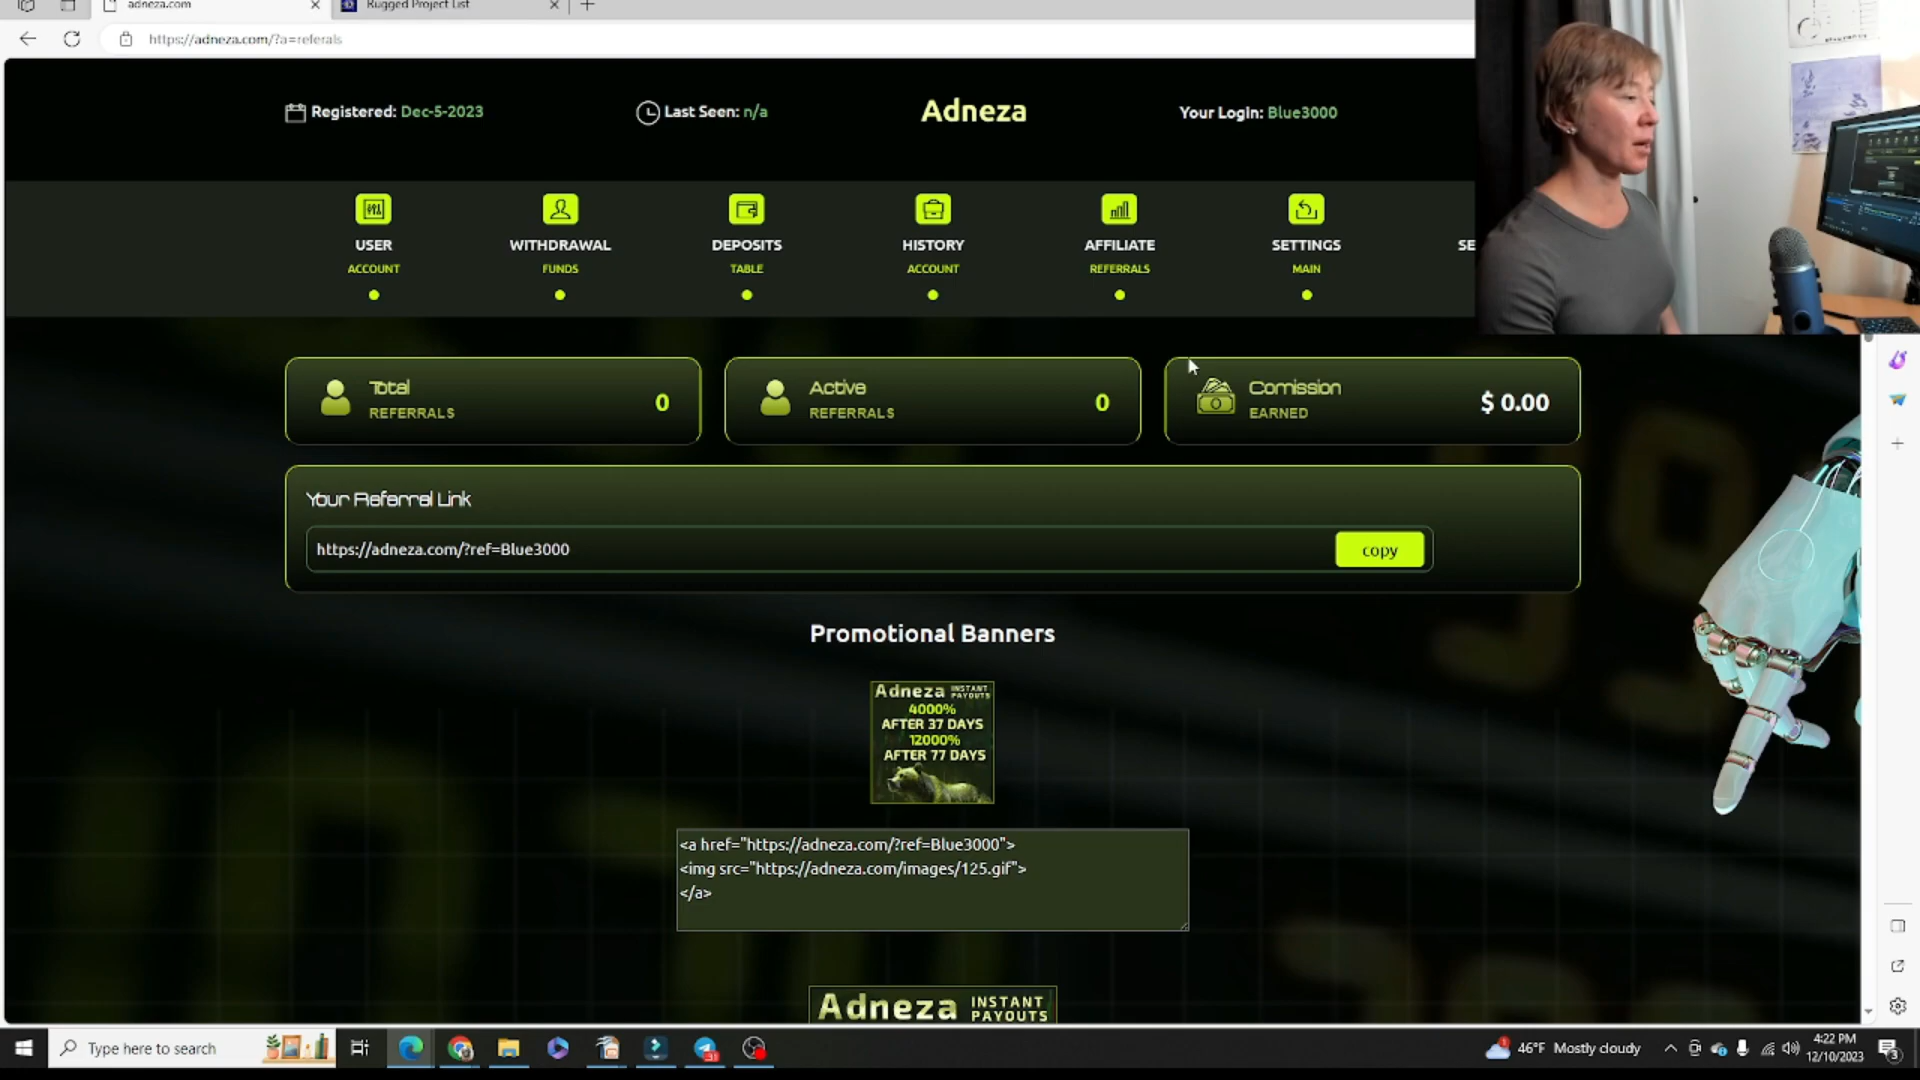 adneza.com
Rugged Project List
https://adneza.com/?a=referals
Registered: Dec-5-2023
Last Seen: n/a
Adneza
Your Login: Blue3000
USER
ACCOUNT
WITHDRAWAL
FUNDS
DEPOSITS
TABLE
HISTORY
ACCOUNT
AFFILIATE
REFERRALS
SETTINGS
MAIN
SE
Total
REFERRALS
0
Active
REFERRALS
0
Comission
EARNED
$ 0.00
Your Referral Link
https://adneza.com/?ref=Blue3000
copy
Promotional Banners
Adneza INSTANT PAYOUTS
4000%
AFTER 37 DAYS
12000%
AFTER 77 DAYS
<a href="https://adneza.com/?ref=Blue3000">
<img src="https://adneza.com/images/125.gif">
</a>
Adneza INSTANT PAYOUTS
Type here to search
46°F Mostly cloudy
4:22 PM
12/10/2023